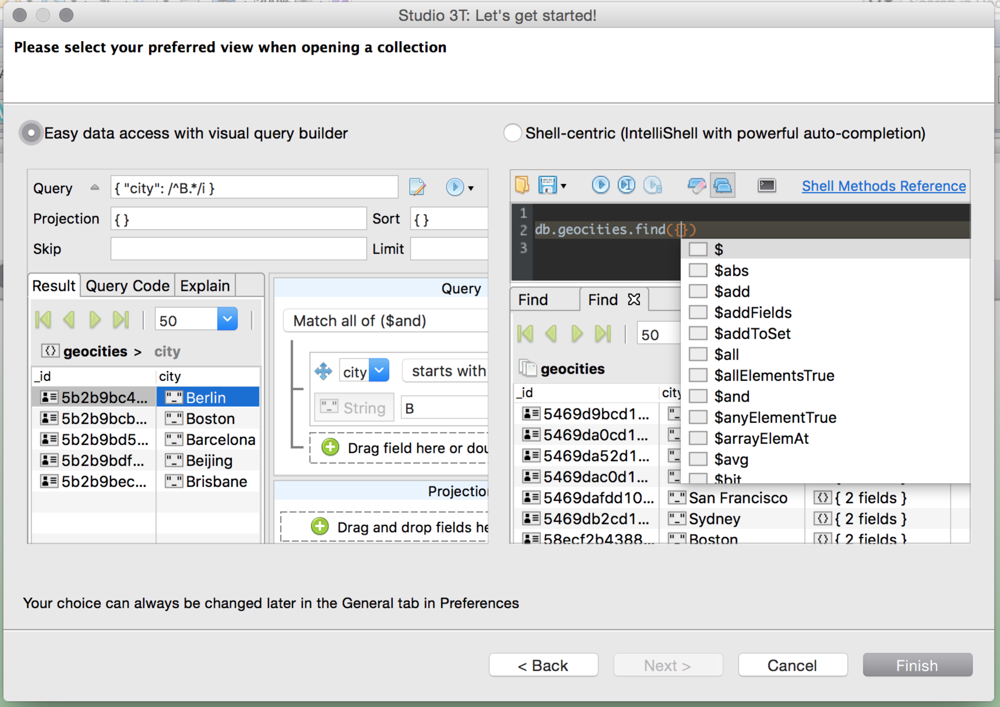 Studio 3T: Let's get started!
Please select your preferred view when opening a collection
Easy data access with visual query builder
Query { "city": /^B.*/i }
Projection {} Sort {}
Skip Limit
Result Query Code Explain
50
geocities > city
_id city
5b2b9bc4... "_" Berlin
5b2b9bcb... "_" Boston
5b2b9bd5... "_" Barcelona
5b2b9bdf... "_" Beijing
5b2b9bec... "_" Brisbane
Query
Match all of ($and)
city starts with
"_" String B
Drag field here or dou
Projectio
Drag and drop fields he
Shell-centric (IntelliShell with powerful auto-completion)
Shell Methods Reference
1
2 db.geocities.find({})
3
$
$abs
$add
$addFields
$addToSet
$all
$allElementsTrue
$and
$anyElementTrue
$arrayElemAt
$avg
$bit
Find Find
50
geocities
_id city
5469d9bcd1...
5469da0cd1...
5469da52d1...
5469dac0d1...
5469dafdd10... "_" San Francisco {} { 2 fields }
5469db2cd1... "_" Sydney {} { 2 fields }
58ecf2b4388... "_" Boston {} { 2 fields }
Your choice can always be changed later in the General tab in Preferences
< Back Next > Cancel Finish